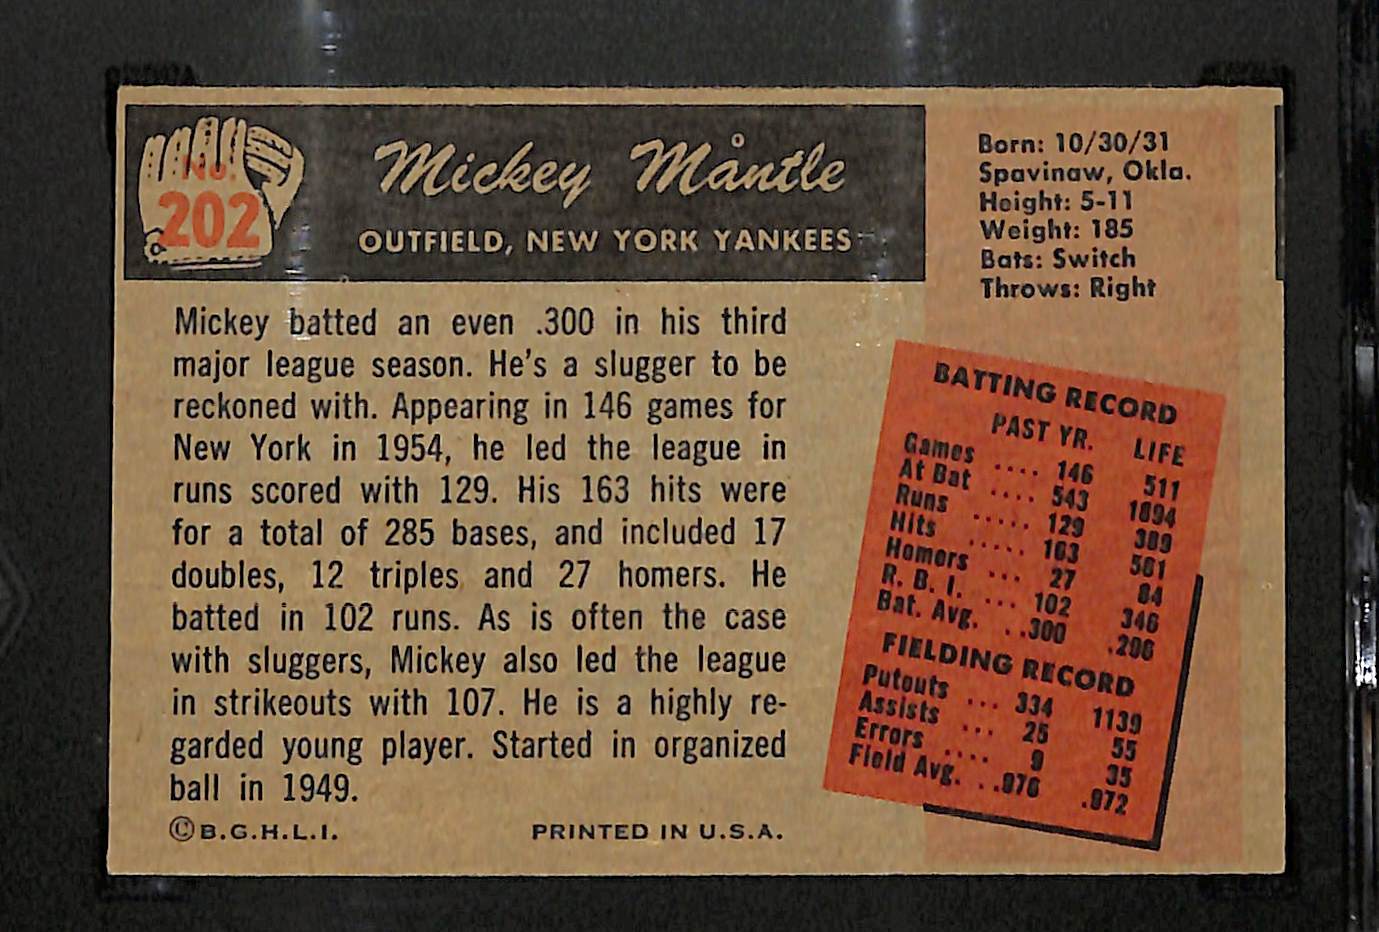 No.
202
Mickey Mantle
OUTFIELD, NEW YORK YANKEES
Born: 10/30/31
Spavinaw, Okla.
Height: 5-11
Weight: 185
Bats: Switch
Throws: Right
Mickey batted an even .300 in his third
major league season. He's a slugger to be
reckoned with. Appearing in 146 games for
New York in 1954, he led the league in
runs scored with 129. His 163 hits were
for a total of 285 bases, and included 17
doubles, 12 triples and 27 homers. He
batted in 102 runs. As is often the case
with sluggers, Mickey also led the league
in strikeouts with 107. He is a highly re-
garded young player. Started in organized
ball in 1949.
©B.G.H.L.I. PRINTED IN U.S.A.
BATTING RECORD
PAST YR. LIFE
Games .... 146 511
At Bat .... 543 1894
Runs ..... 129 389
Hits ..... 163 561
Homers ... 27 84
R. B. I. ... 102 346
Bat. Avg. ..300 .296
FIELDING RECORD
Putouts ... 334 1139
Assists ... 25 55
Errors .... 9 35
Field Avg. ..976 .972